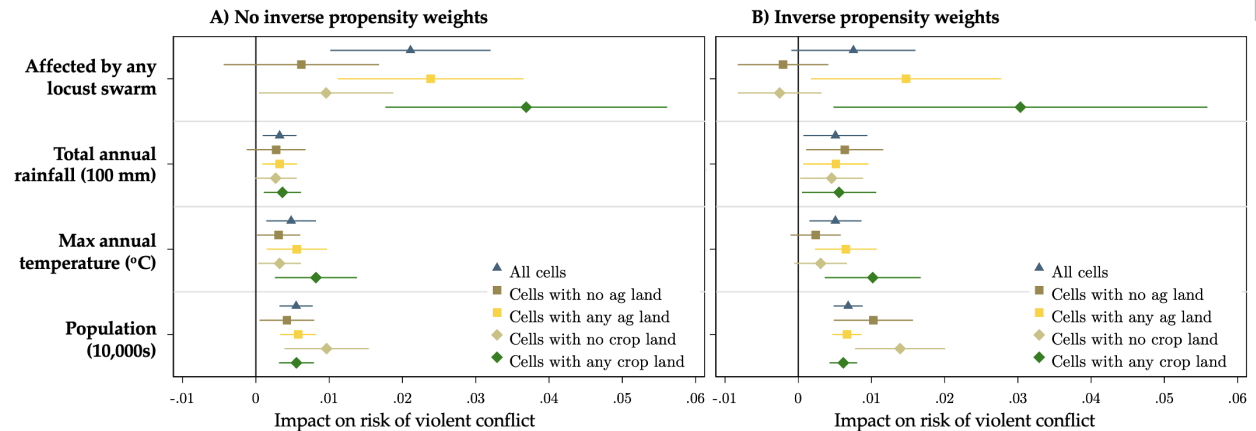 A) No inverse propensity weights
B) Inverse propensity weights
Affected by any
locust swarm
Total annual
rainfall (100 mm)
Max annual
temperature (ºC)
Population
(10,000s)
All cells
Cells with no ag land
Cells with any ag land
Cells with no crop land
Cells with any crop land
All cells
Cells with no ag land
Cells with any ag land
Cells with no crop land
Cells with any crop land
-.01 0 .01 .02 .03 .04 .05 .06
-.01 0 .01 .02 .03 .04 .05 .06
Impact on risk of violent conflict
Impact on risk of violent conflict